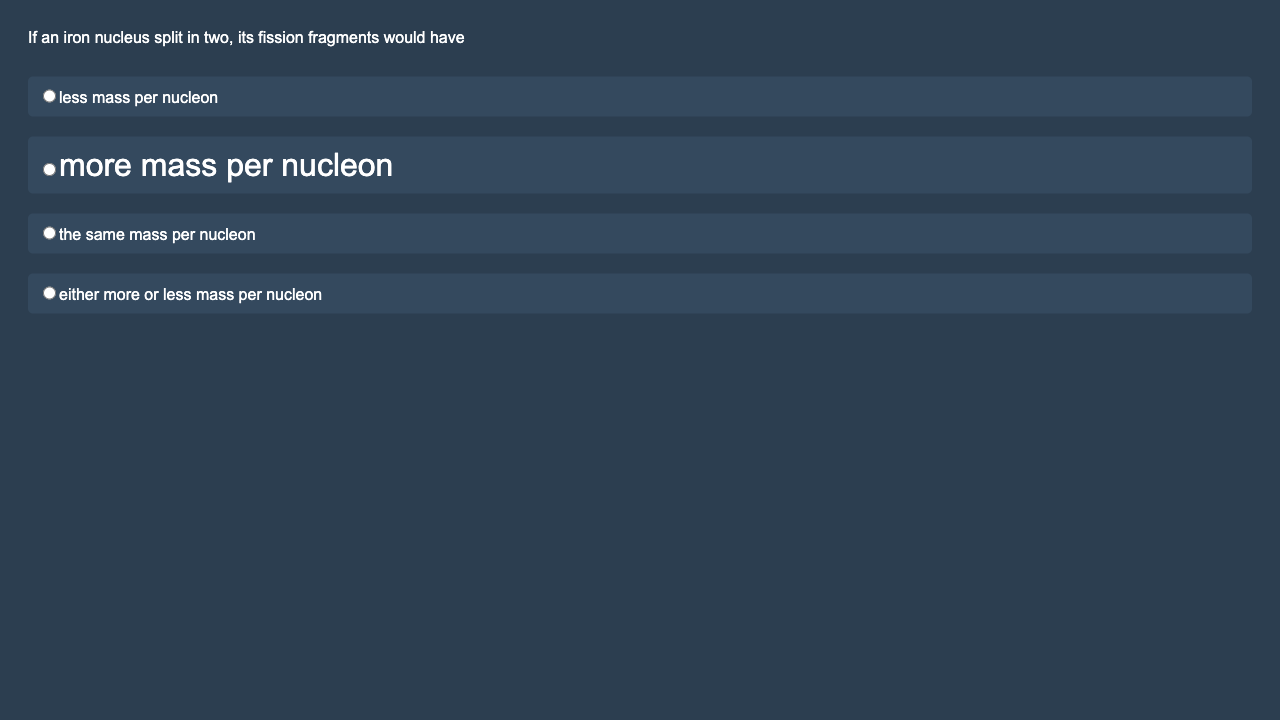 If an iron nucleus split in two, its fission fragments would have
less mass per nucleon
more mass per nucleon
the same mass per nucleon
either more or less mass per nucleon